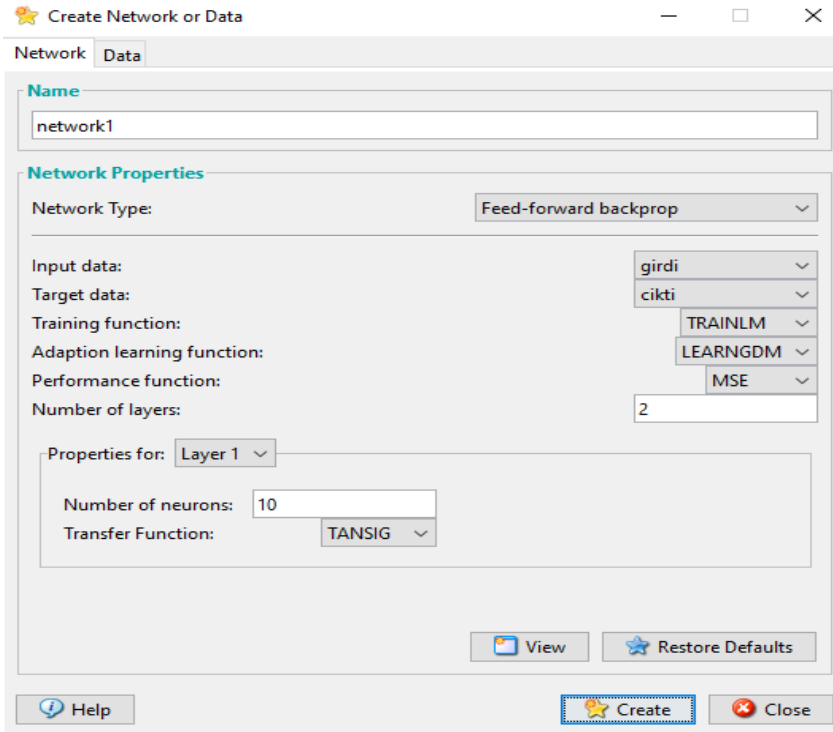 Create Network or Data
Network Data
Name
network1
Network Properties
Network Type: Feed-forward backprop
Input data: girdi
Target data: cikti
Training function: TRAINLM
Adaption learning function: LEARNGDM
Performance function: MSE
Number of layers: 2
Properties for: Layer 1
Number of neurons: 10
Transfer Function: TANSIG
View Restore Defaults
Help Create Close